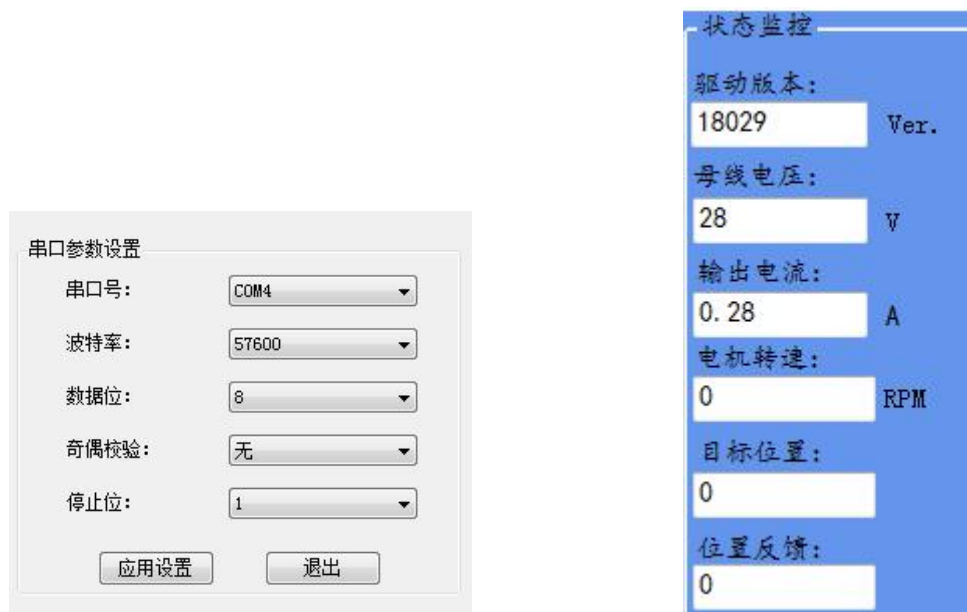 串口参数设置
串口号: COM4
波特率: 57600
数据位: 8
奇偶校验: 无
停止位: 1
应用设置 退出
状态监控
驱动版本:
18029 Ver.
母线电压:
28 V
输出电流:
0.28 A
电机转速:
0 RPM
目标位置:
0
位置反馈:
0